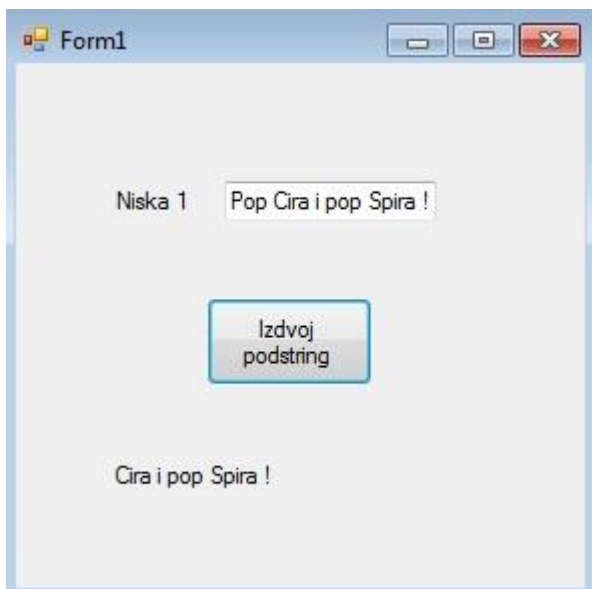 Form1
Niska 1 Pop Cira i pop Spira !
Izdvoj
podstring
Cira i pop Spira !